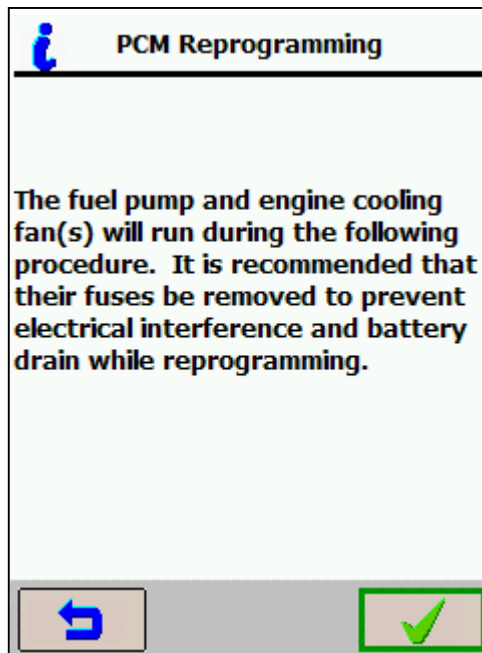 PCM Reprogramming
The fuel pump and engine cooling
fan(s) will run during the following
procedure.  It is recommended that
their fuses be removed to prevent
electrical interference and battery
drain while reprogramming.